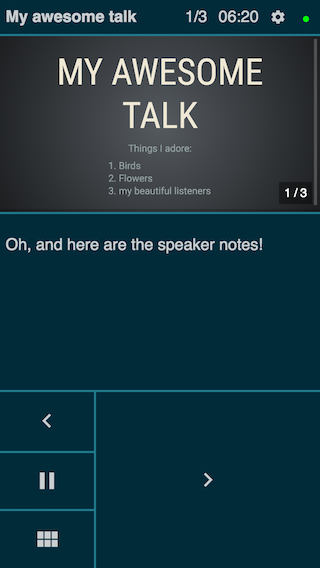 My awesome talk 1/3 06:20
MY AWESOME
TALK
Things I adore:
1. Birds
2. Flowers
3. my beautiful listeners
1 / 3
Oh, and here are the speaker notes!